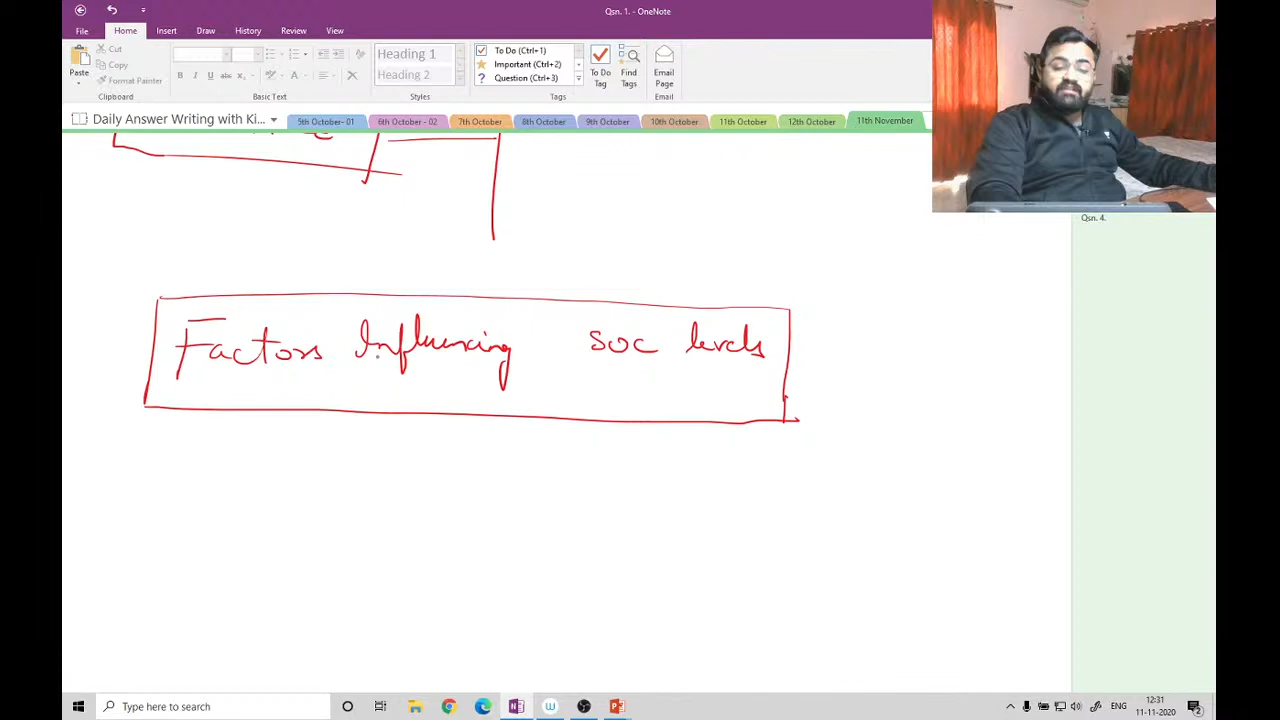 Qsn. 1. - OneNote
File Home Insert Draw History Review View
Paste
Cut
Copy
Format Painter
Clipboard
B I U abc X₂ A
Basic Text
Heading 1
Heading 2
Styles
To Do (Ctrl+1)
Important (Ctrl+2)
Question (Ctrl+3)
To Do Tag
Find Tags
Tags
Email Page
Email
Daily Answer Writing with Ki...
5th October- 01 6th October - 02 7th October 8th October 9th October 10th October 11th October 12th October 11th November
Qsn. 4.
Factors Influencing SOC levels
Type here to search
ENG
12:31
11-11-2020
2